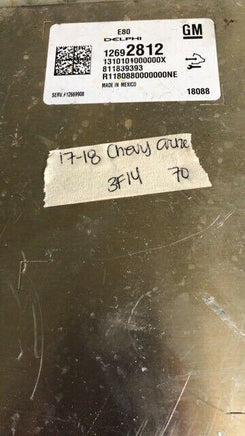 E80
DELPHI
GM
12692812
1310101000000X
811839393
R1180880000000NE
MADE IN MEXICO
SERV #12669908
18088
17-18 Chevy Cruze
3F14 70